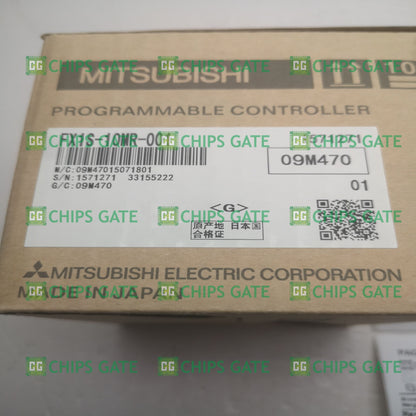 MITSUBISHI
PROGRAMMABLE CONTROLLER
FX1S-10MR-001
1571271
M/C:09M47015071801
S/N:1571271 33155222
G/C:09M470
09M470
01
<G>
原产地 日本国
合格证
MITSUBISHI ELECTRIC CORPORATION
MADE IN JAPAN
CHIPS GATE